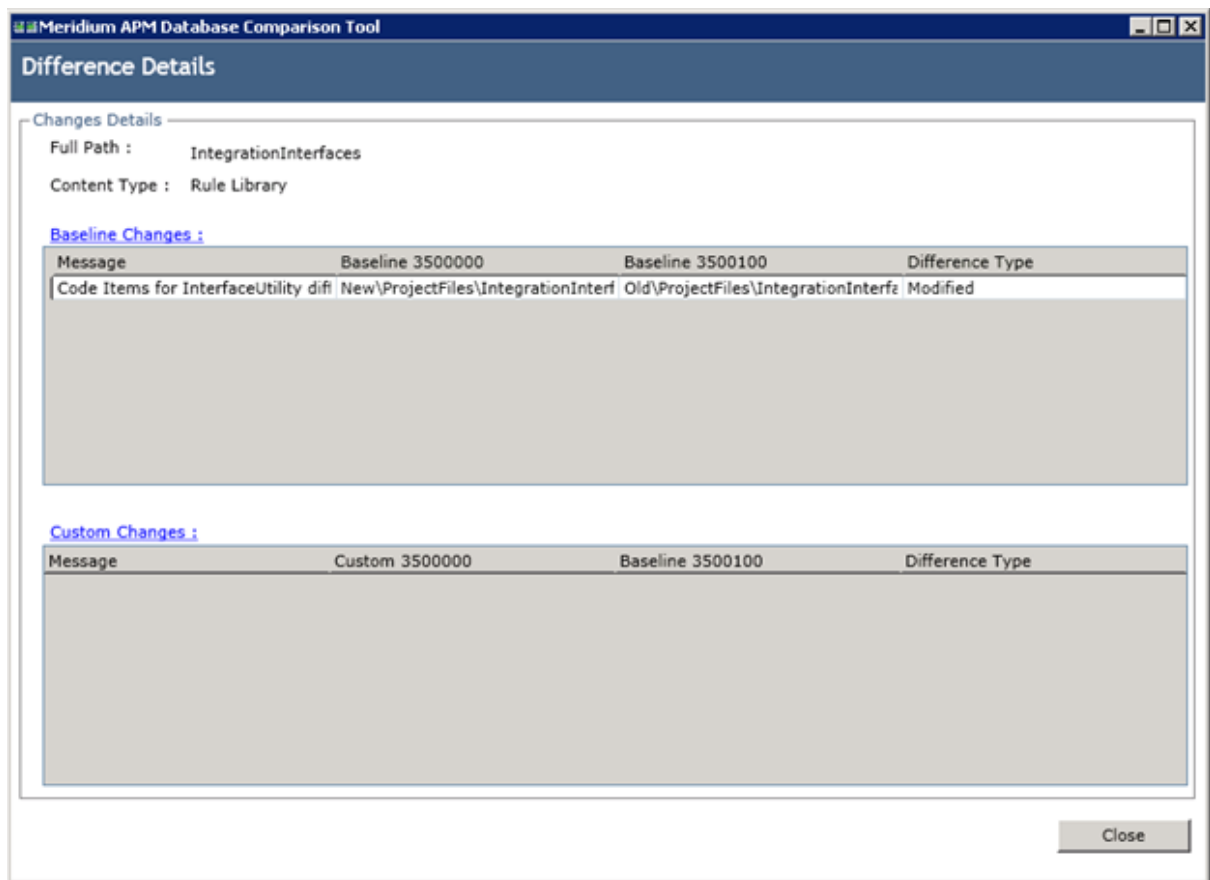 Meridium APM Database Comparison Tool
Difference Details
Changes Details
Full Path : IntegrationInterfaces
Content Type : Rule Library
Baseline Changes :
Message Baseline 3500000 Baseline 3500100 Difference Type
Code Items for InterfaceUtility diff New\ProjectFiles\IntegrationInterf Old\ProjectFiles\IntegrationInterfa Modified
Custom Changes :
Message Custom 3500000 Baseline 3500100 Difference Type
Close